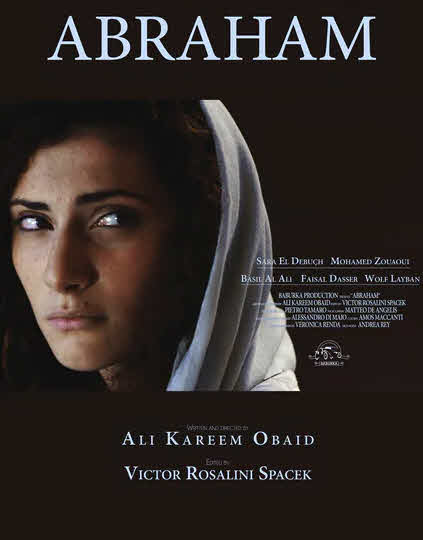 ABRAHAM
SARA EL DEBUCH MOHAMED ZOUAOUI
BASIL AL ALI FAISAL DASSER WOLF LAYBAN
BABUKKA PRODUCTION "ABRAHAM"
ALI KAREEM OBAID VICTOR ROSALINI SPACEK
PIETRO TAMARO MATTEO DE ANGELIS
ALESSANDRO DI MAIO AMOS MACCANTI
VERONICA RENDA ANDREA REY
WRITTEN AND DIRECTED BY
ALI KAREEM OBAID
EDITED BY
VICTOR ROSALINI SPACEK